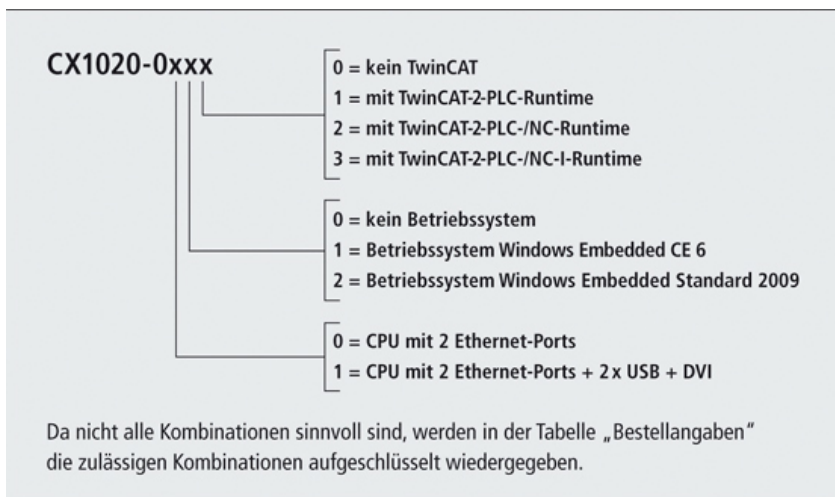 CX1020-0xxx
0 = kein TwinCAT
1 = mit TwinCAT-2-PLC-Runtime
2 = mit TwinCAT-2-PLC-/NC-Runtime
3 = mit TwinCAT-2-PLC-/NC-I-Runtime
0 = kein Betriebssystem
1 = Betriebssystem Windows Embedded CE 6
2 = Betriebssystem Windows Embedded Standard 2009
0 = CPU mit 2 Ethernet-Ports
1 = CPU mit 2 Ethernet-Ports + 2x USB + DVI
Da nicht alle Kombinationen sinnvoll sind, werden in der Tabelle „Bestellangaben“
die zulässigen Kombinationen aufgeschlüsselt wiedergegeben.